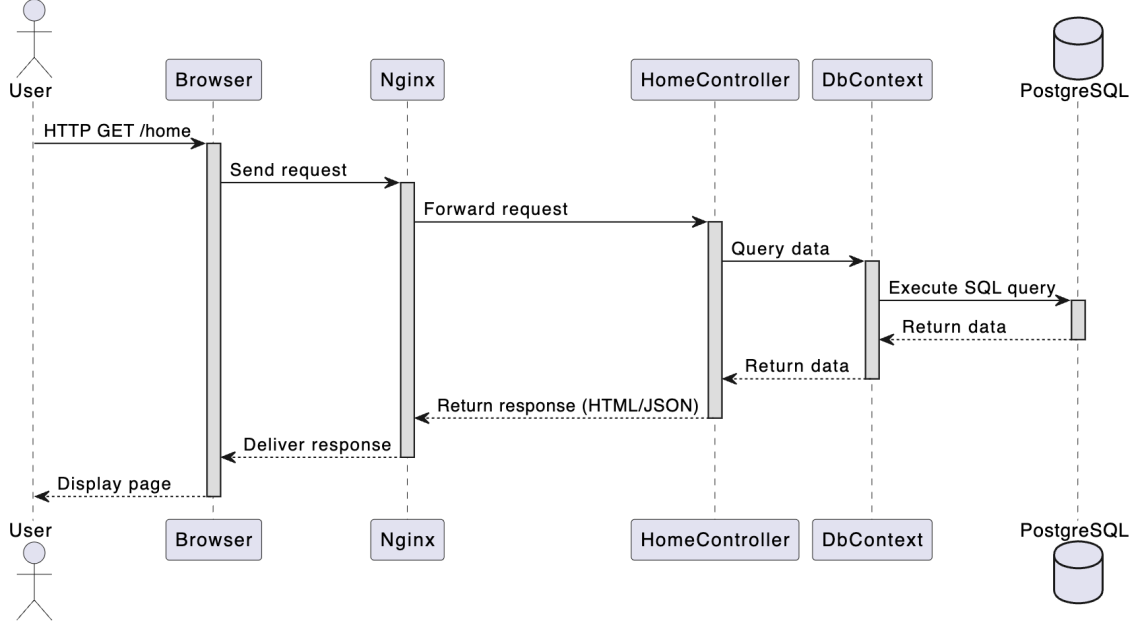 User
Browser
Nginx
HomeController
DbContext
PostgreSQL
HTTP GET /home
Send request
Forward request
Query data
Execute SQL query
Return data
Return data
Return response (HTML/JSON)
Deliver response
Display page
User
Browser
Nginx
HomeController
DbContext
PostgreSQL